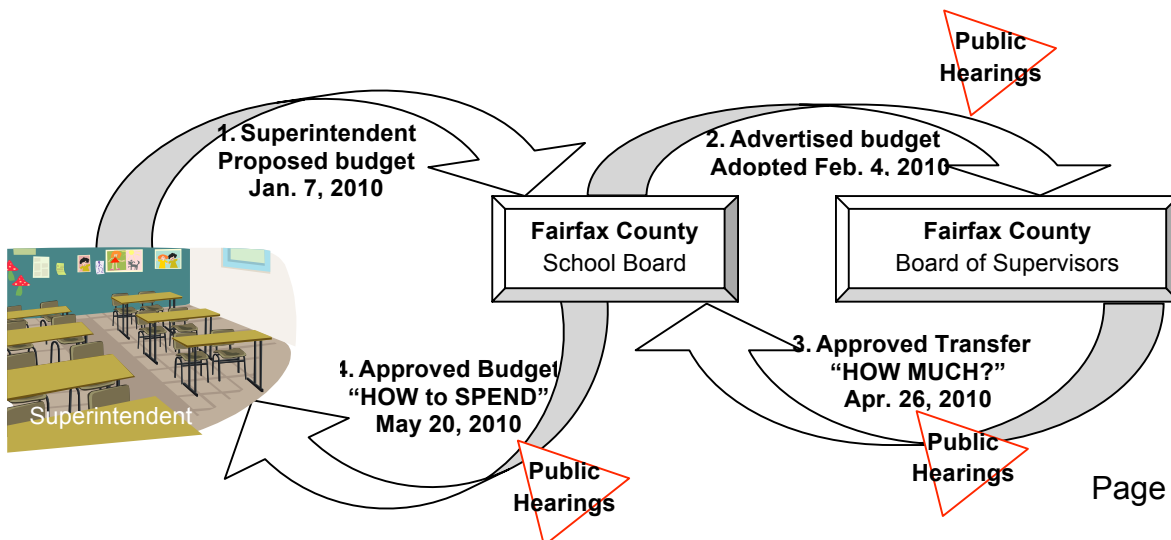 Public
Hearings
1. Superintendent
Proposed budget
Jan. 7, 2010
2. Advertised budget
Adopted Feb. 4, 2010
Fairfax County
School Board
Fairfax County
Board of Supervisors
3. Approved Transfer
“HOW MUCH?”
Apr. 26, 2010
4. Approved Budget
“HOW to SPEND”
May 20, 2010
Superintendent
Public
Hearings
Public
Hearings
Page